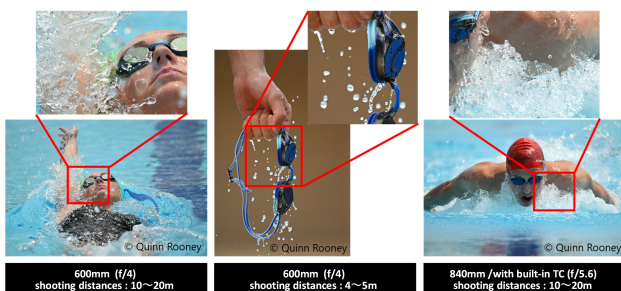 © Quinn Rooney
© Quinn Rooney
© Quinn Rooney
600mm (f/4)
shooting distances : 10～20m
600mm (f/4)
shooting distances : 4～5m
840mm /with built-in TC (f/5.6)
shooting distances : 10～20m